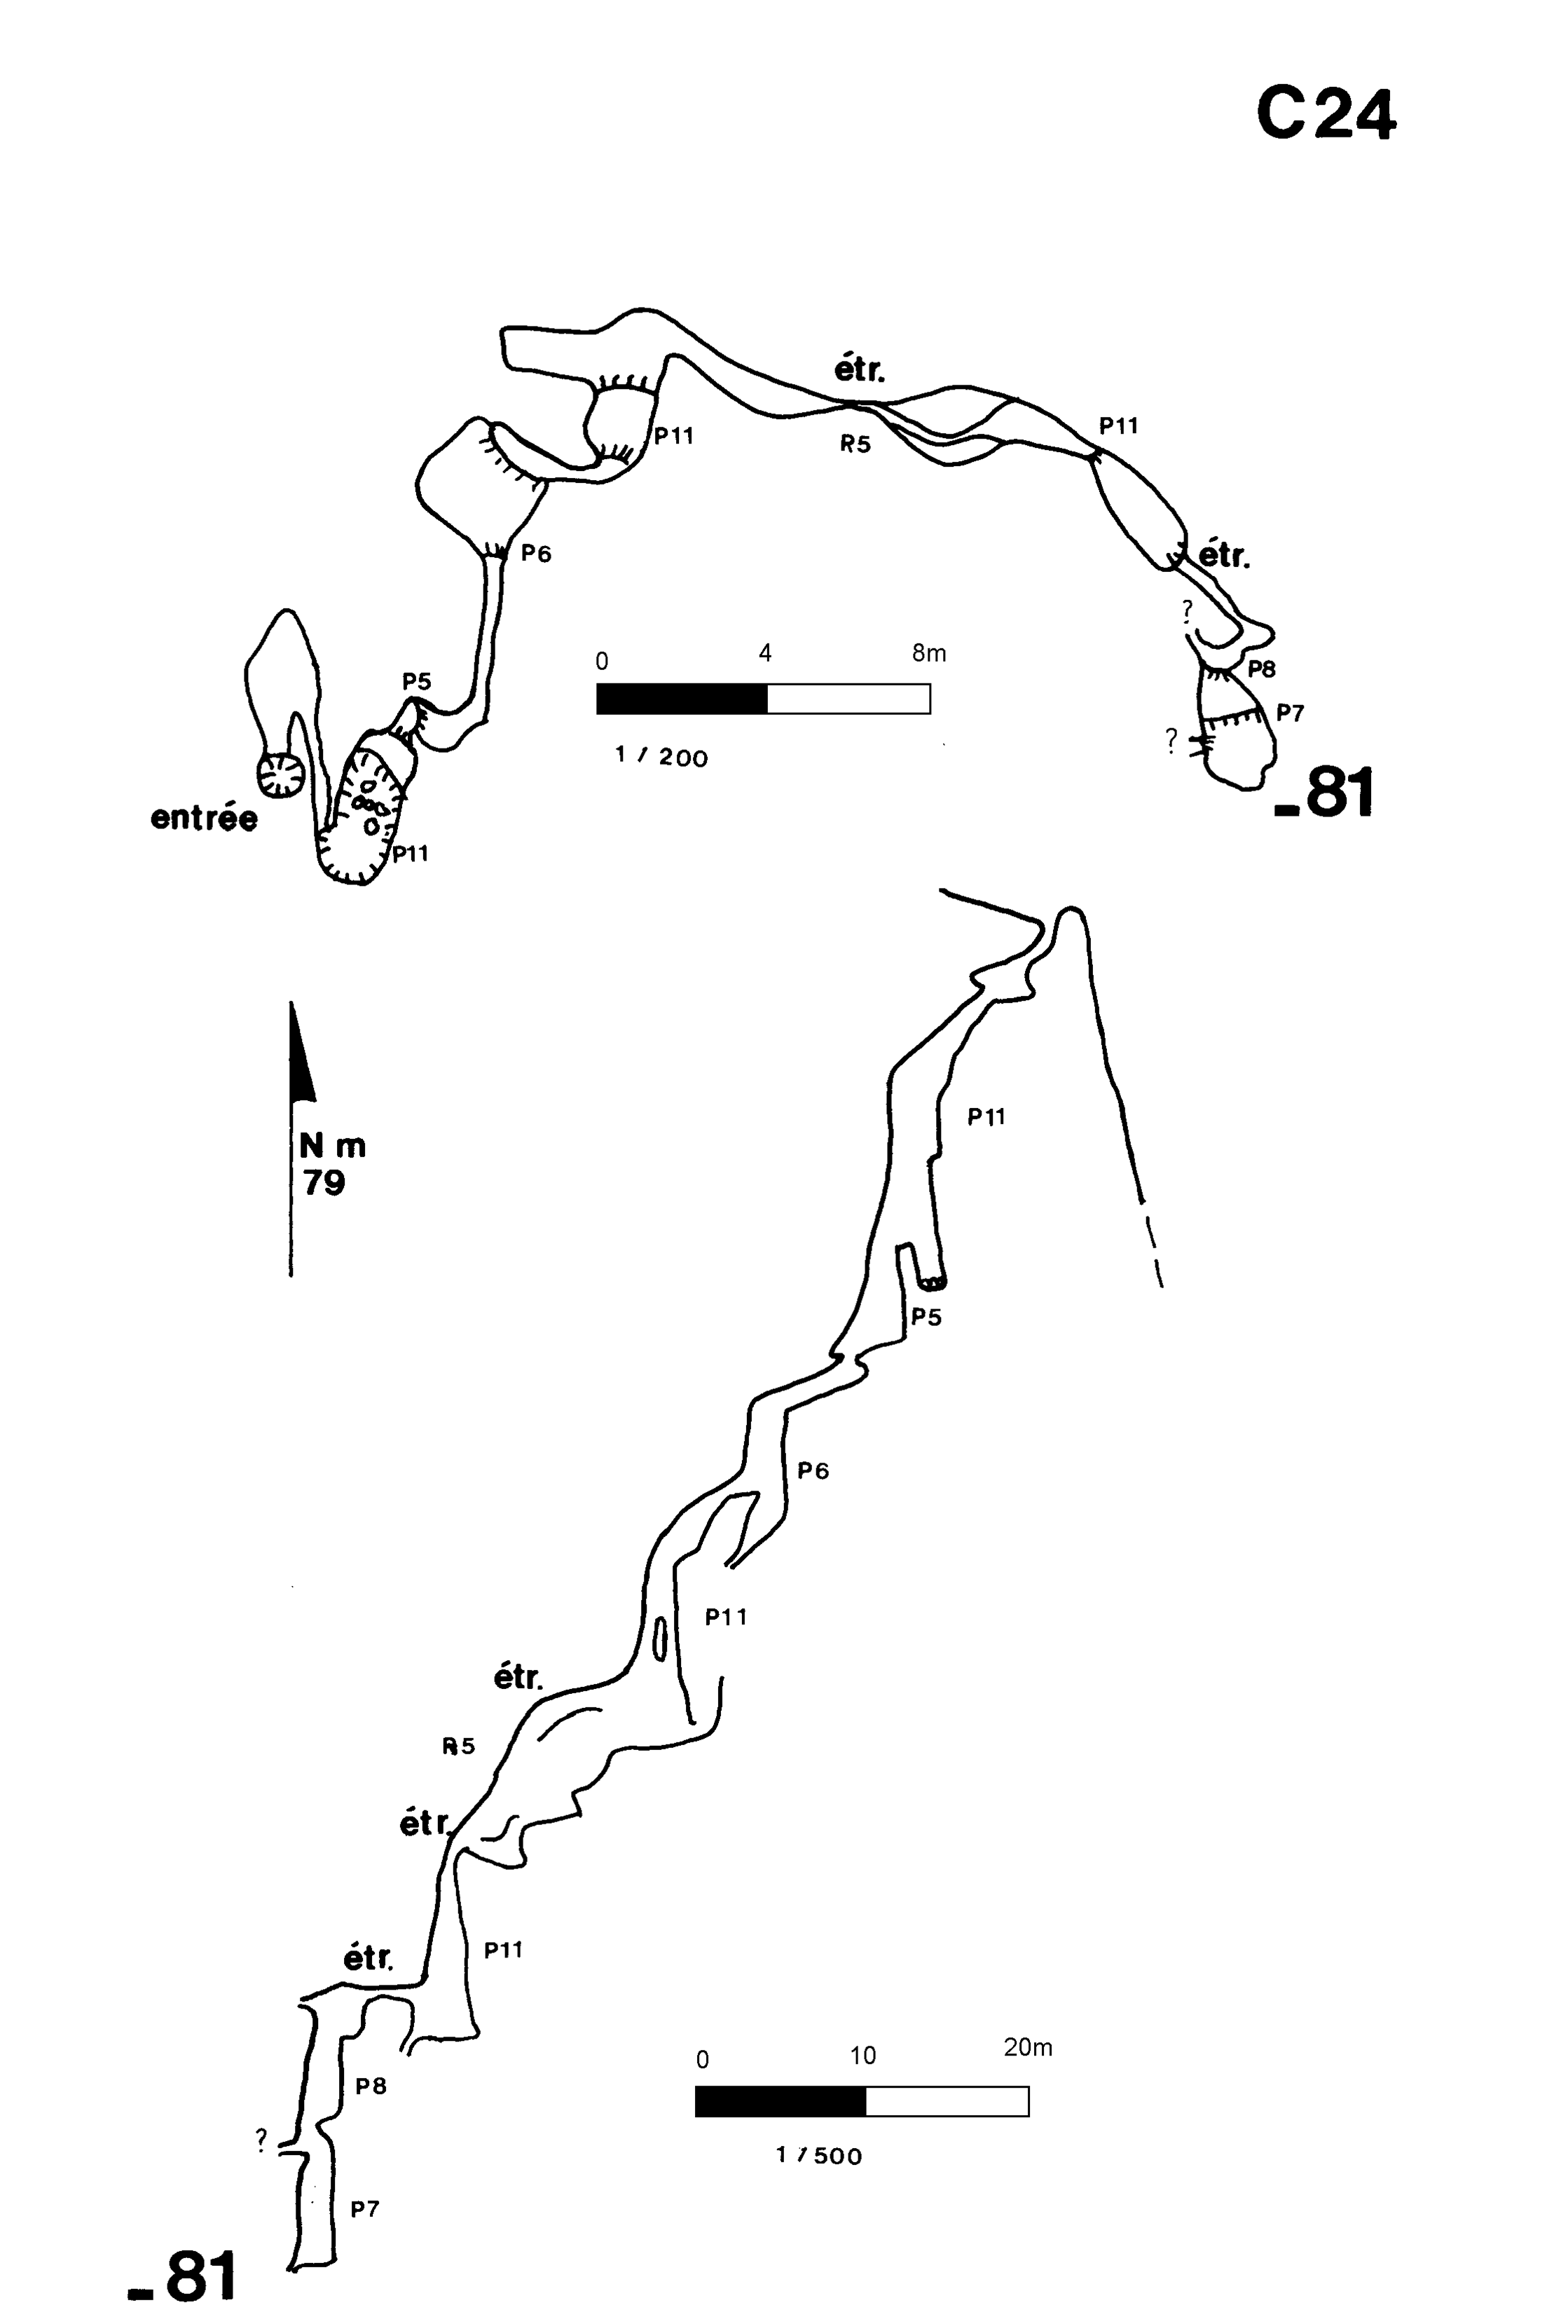 C24
étr.
P11
R5
P11
P6
étr.
?
P5
0 4 8m
P8
P7
?
1/200
-81
entrée
P11
P11
N m
79
P5
P6
P11
étr.
R5
étr.
P11
étr.
0 10 20m
P8
?
1/500
P7
-81